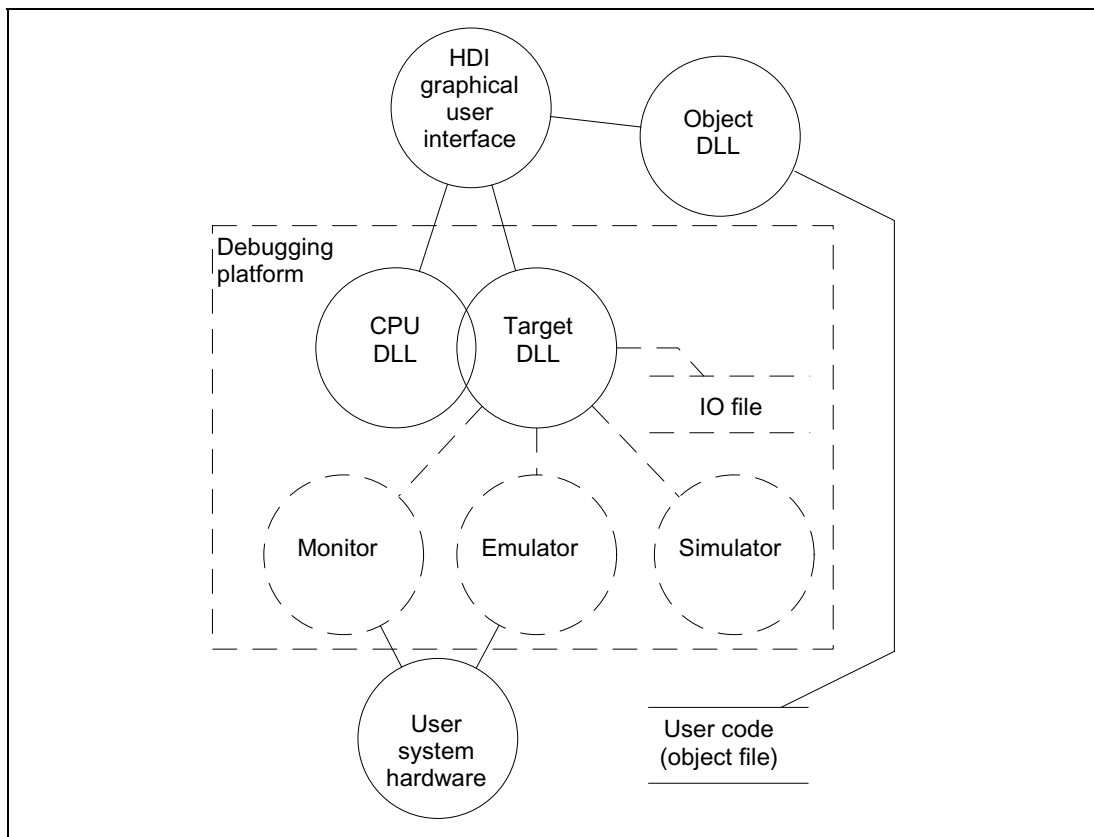 HDI
graphical
user
interface
Object
DLL
Debugging
platform
CPU
DLL
Target
DLL
IO file
Monitor
Emulator
Simulator
User
system
hardware
User code
(object file)